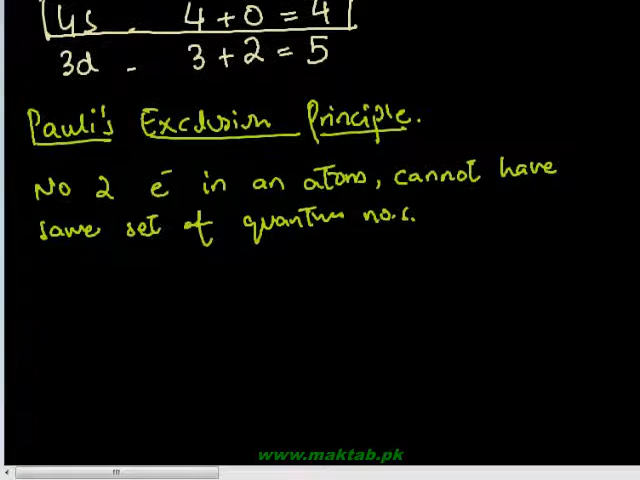 4s - 4 + 0 = 4
3d - 3 + 2 = 5
Pauli's Exclusion Principle.
No 2 e⁻ in an atoms, cannot have
same set of quantum no.s.
www.maktab.pk